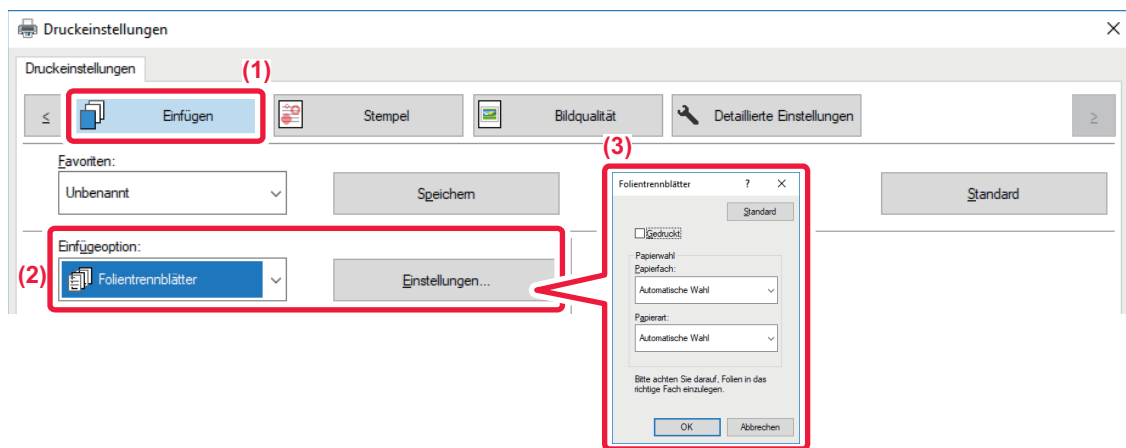 Druckeinstellungen
Druckeinstellungen
(1)
< Einfügen Stempel Bildqualität Detaillierte Einstellungen >
(3)
Favoriten:
Unbenannt Speichern Standard
Einfügeoption:
(2) Folientrennblätter Einstellungen...
Folientrennblätter ? ×
Standard
Gedruckt
Papierwahl
Papierfach:
Automatische Wahl
Papierart:
Automatische Wahl
Bitte achten Sie darauf, Folien in das
richtige Fach einzulegen.
OK Abbrechen